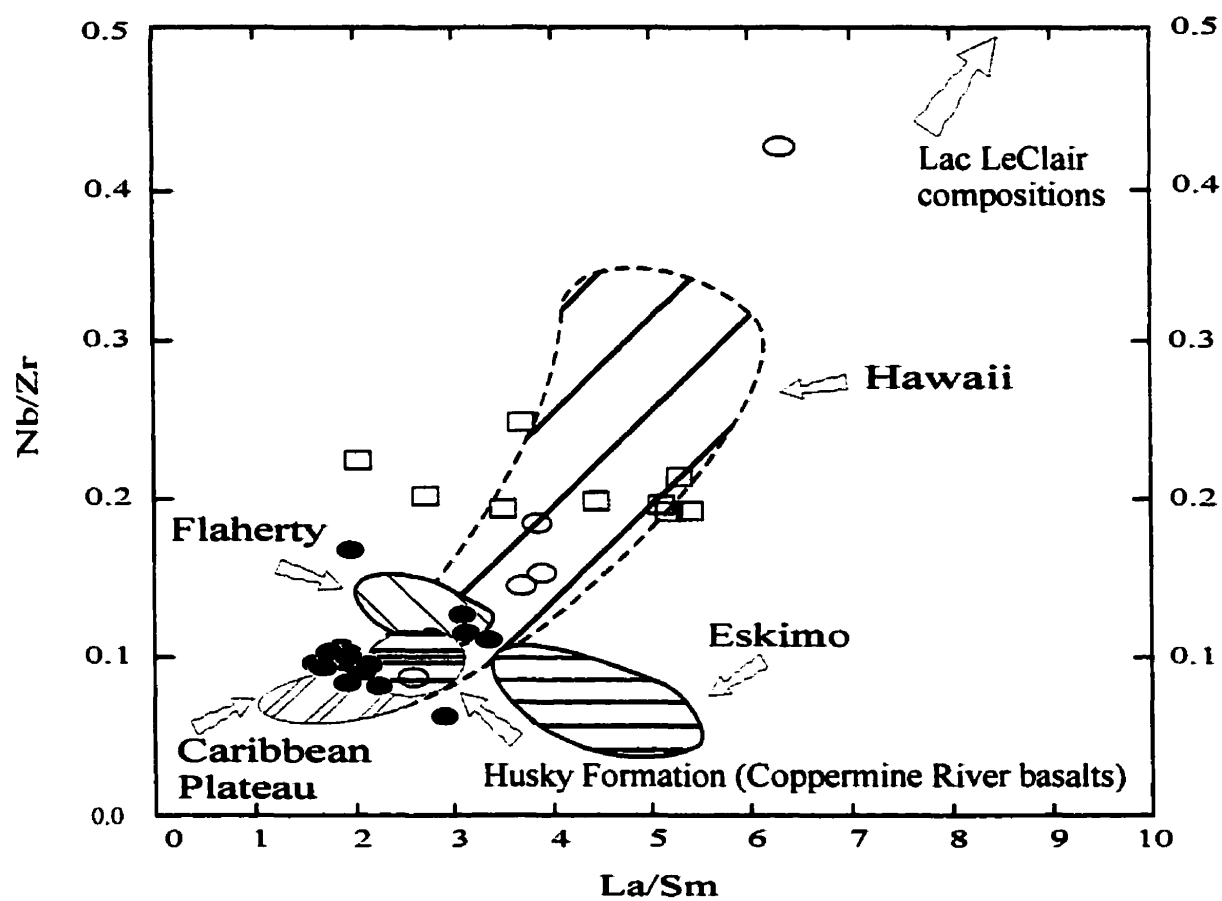 0.5
0.5
Lac LeClair
compositions
0.4
0.4
0.3
0.3
Hawaii
Nb/Zr
0.2
0.2
Flaherty
Eskimo
0.1
0.1
Caribbean
Plateau
Husky Formation (Coppermine River basalts)
0.0
0 1 2 3 4 5 6 7 8 9 10
La/Sm